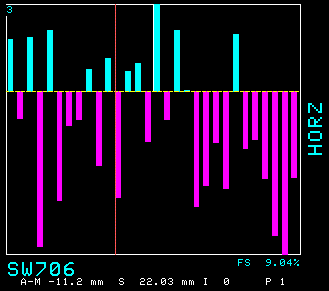 3
HORZ
FS 9.04%
SW706
A-M -11.2 mm S 22.03 mm I 0 P 1